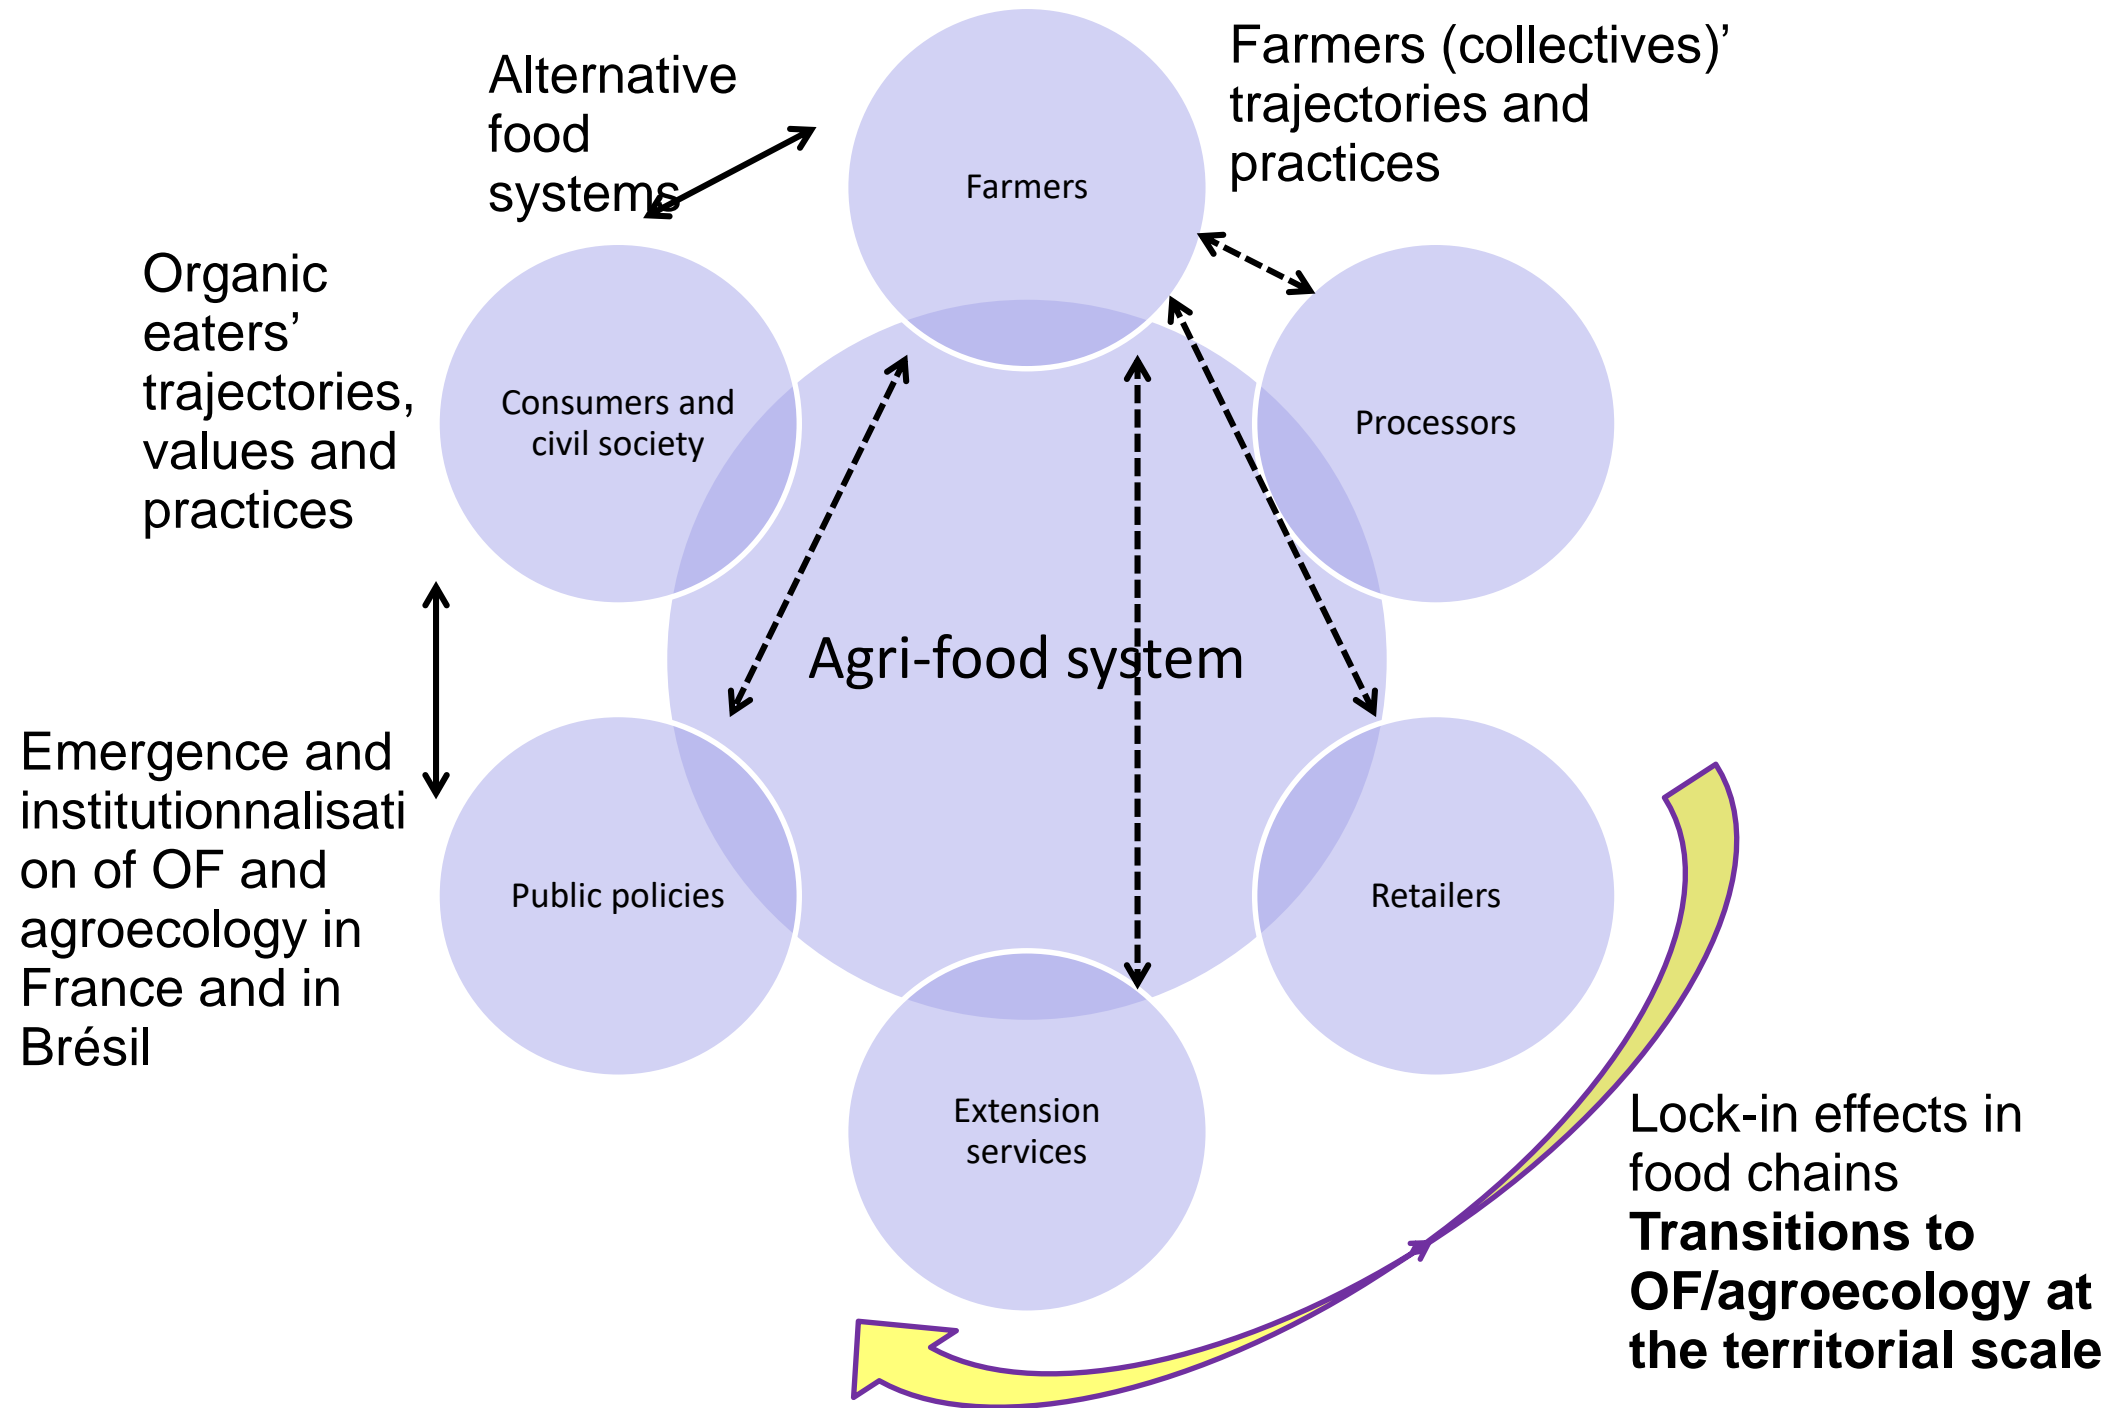 Alternative
food
systems
Farmers (collectives)’
trajectories and
practices
Farmers
Organic
eaters’
trajectories,
values and
practices
Consumers and
civil society
Processors
Agri-food system
Emergence and
institutionnalisati
on of OF and
agroecology in
France and in
Brésil
Public policies
Retailers
Extension
services
Lock-in effects in
food chains
Transitions to
OF/agroecology at
the territorial scale